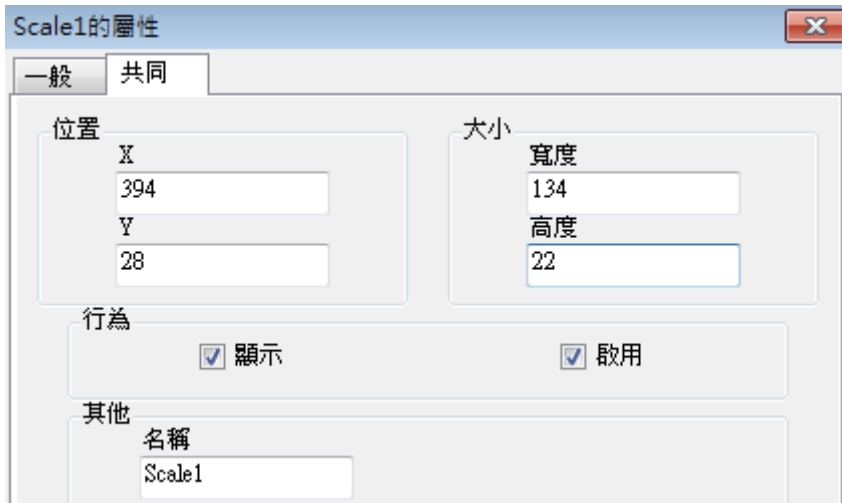 Scale1的屬性
一般 共同
位置
X
394
Y
28
大小
寬度
134
高度
22
行為
顯示 啟用
其他
名稱
Scale1